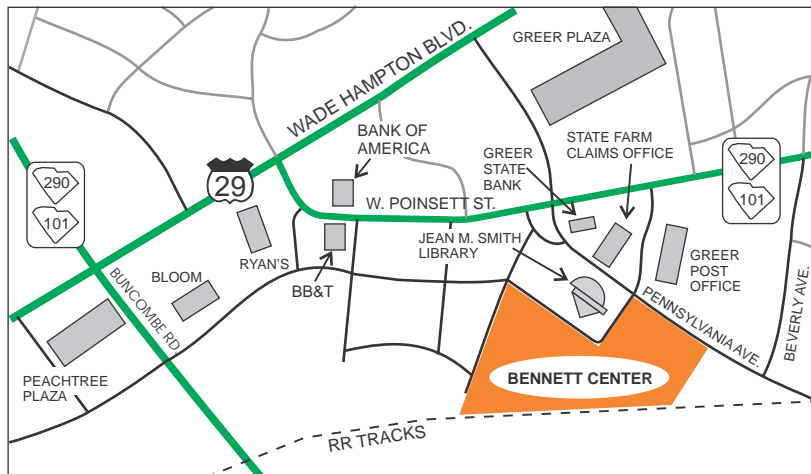 WADE HAMPTON BLVD.
GREER PLAZA
BANK OF
AMERICA
STATE FARM
CLAIMS OFFICE
GREER
STATE
BANK
290
101
29
290
101
W. POINSETT ST.
JEAN M. SMITH
LIBRARY
RYAN'S
BB&T
BLOOM
BUNCOMBE RD.
GREER
POST
OFFICE
PENNSYLVANIA AVE.
BEVERLY AVE.
PEACHTREE
PLAZA
BENNETT CENTER
RR TRACKS